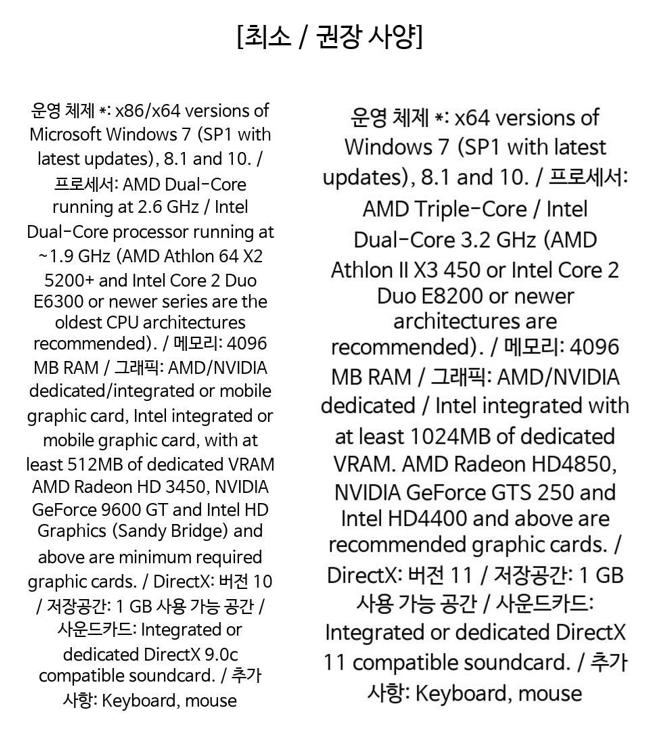 [최소 / 권장 사양]
운영 체제 *: x86/x64 versions of
Microsoft Windows 7 (SP1 with
latest updates), 8.1 and 10. /
프로세서: AMD Dual-Core
running at 2.6 GHz / Intel
Dual-Core processor running at
~1.9 GHz (AMD Athlon 64 X2
5200+ and Intel Core 2 Duo
E6300 or newer series are the
oldest CPU architectures
recommended). / 메모리: 4096
MB RAM / 그래픽: AMD/NVIDIA
dedicated/integrated or mobile
graphic card, Intel integrated or
mobile graphic card, with at
least 512MB of dedicated VRAM
AMD Radeon HD 3450, NVIDIA
GeForce 9600 GT and Intel HD
Graphics (Sandy Bridge) and
above are minimum required
graphic cards. / DirectX: 버전 10
/ 저장공간: 1 GB 사용 가능 공간 /
사운드카드: Integrated or
dedicated DirectX 9.0c
compatible soundcard. / 추가
사항: Keyboard, mouse
운영 체제 *: x64 versions of
Windows 7 (SP1 with latest
updates), 8.1 and 10. / 프로세서:
AMD Triple-Core / Intel
Dual-Core 3.2 GHz (AMD
Athlon II X3 450 or Intel Core 2
Duo E8200 or newer
architectures are
recommended). / 메모리: 4096
MB RAM / 그래픽: AMD/NVIDIA
dedicated / Intel integrated with
at least 1024MB of dedicated
VRAM. AMD Radeon HD4850,
NVIDIA GeForce GTS 250 and
Intel HD4400 and above are
recommended graphic cards. /
DirectX: 버전 11 / 저장공간: 1 GB
사용 가능 공간 / 사운드카드:
Integrated or dedicated DirectX
11 compatible soundcard. / 추가
사항: Keyboard, mouse